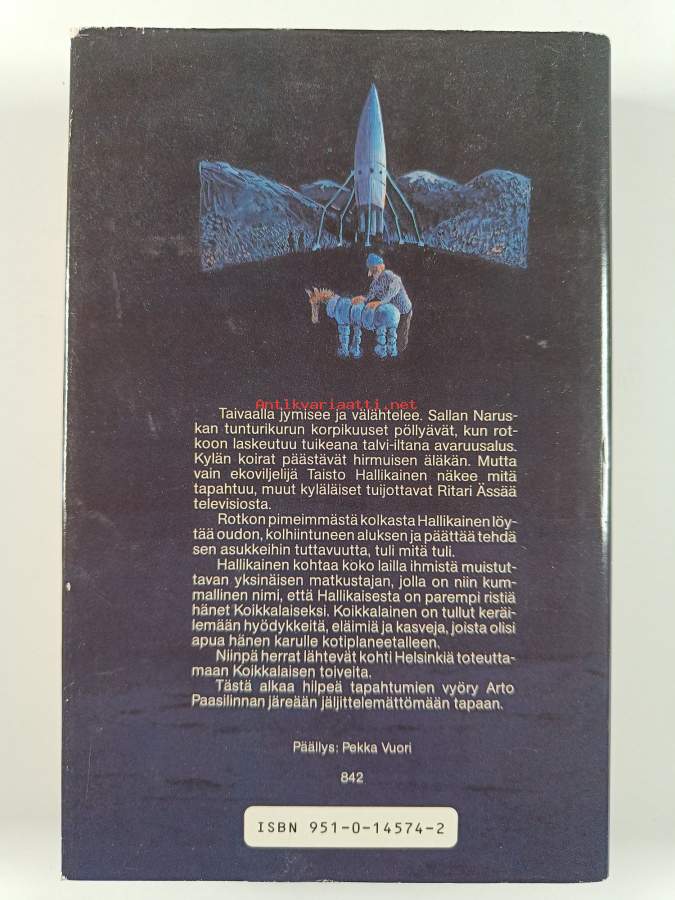 Antikvariaatti.net
Taivaalla jymisee ja välähtelee. Sallan Narus-
kan tunturikurun korpikuuset pöllyävät, kun rot-
koon laskeutuu tuikeana talvi-iltana avaruusalus.
Kylän koirat päästävät hirmuisen äläkän. Mutta
vain ekoviljelijä Taisto Hallikainen näkee mitä
tapahtuu, muut kyläläiset tuijottavat Ritari Ässää
televisiosta.
Rotkon pimeimmästä kolkasta Hallikainen löy-
tää oudon, kolhiintuneen aluksen ja päättää tehdä
sen asukkeihin tuttavuutta, tuli mitä tuli.
Hallikainen kohtaa koko lailla ihmistä muistut-
tavan yksinäisen matkustajan, jolla on niin kum-
mallinen nimi, että Hallikaisesta on parempi ristiä
hänet Koikkalaiseksi. Koikkalainen on tullut keräi-
lemään hyödykkeitä, eläimiä ja kasveja, joista olisi
apua hänen karulle kotiplaneetalleen.
Niinpä herrat lähtevät kohti Helsinkiä toteutta-
maan Koikkalaisen toiveita.
Tästä alkaa hilpeä tapahtumien vyöry Arto
Paasilinnan järeään jäljittelemättömään tapaan.
Päällys: Pekka Vuori
842
ISBN 951-0-14574-2